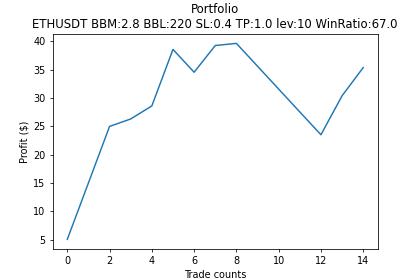 Portfolio
ETHUSDT BBM:2.8 BBL:220 SL:0.4 TP:1.0 lev:10 WinRatio:67.0
40
35
30
25
20
15
10
5
Profit ($)
0 2 4 6 8 10 12 14
Trade counts